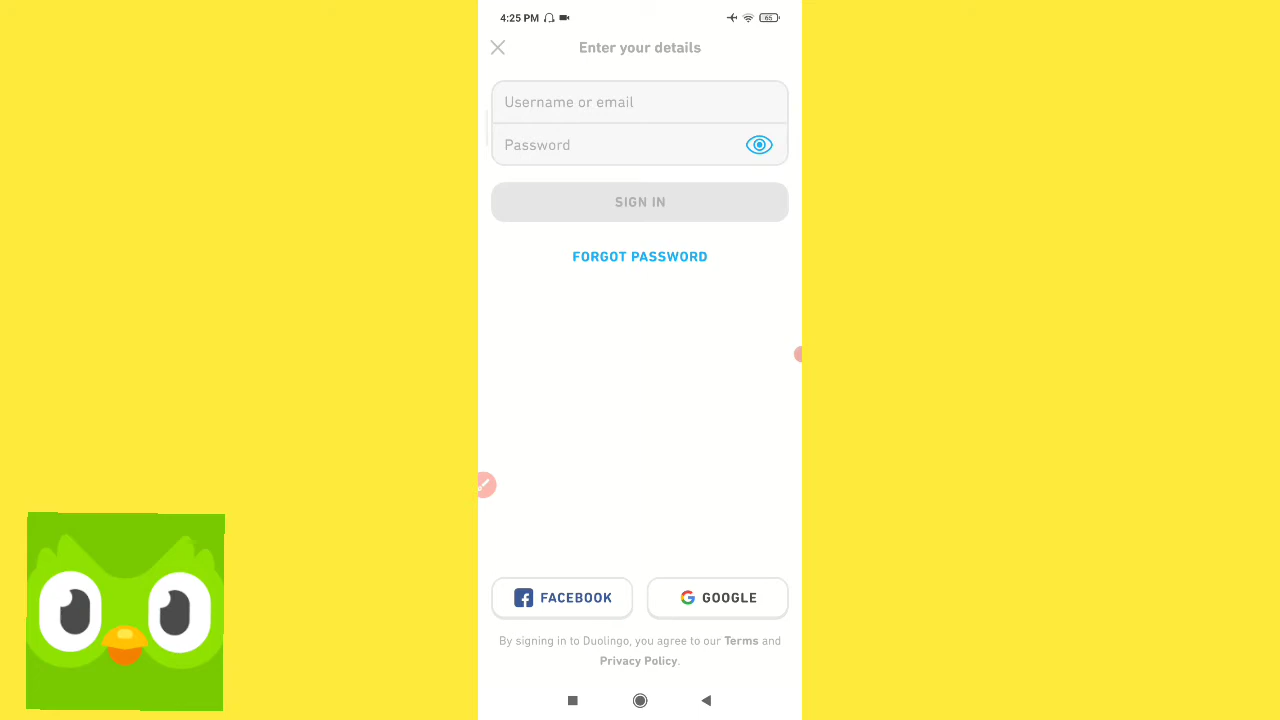 4:25 PM
65
Enter your details
Username or email
Password
SIGN IN
FORGOT PASSWORD
FACEBOOK
GOOGLE
By signing in to Duolingo, you agree to our Terms and
Privacy Policy.